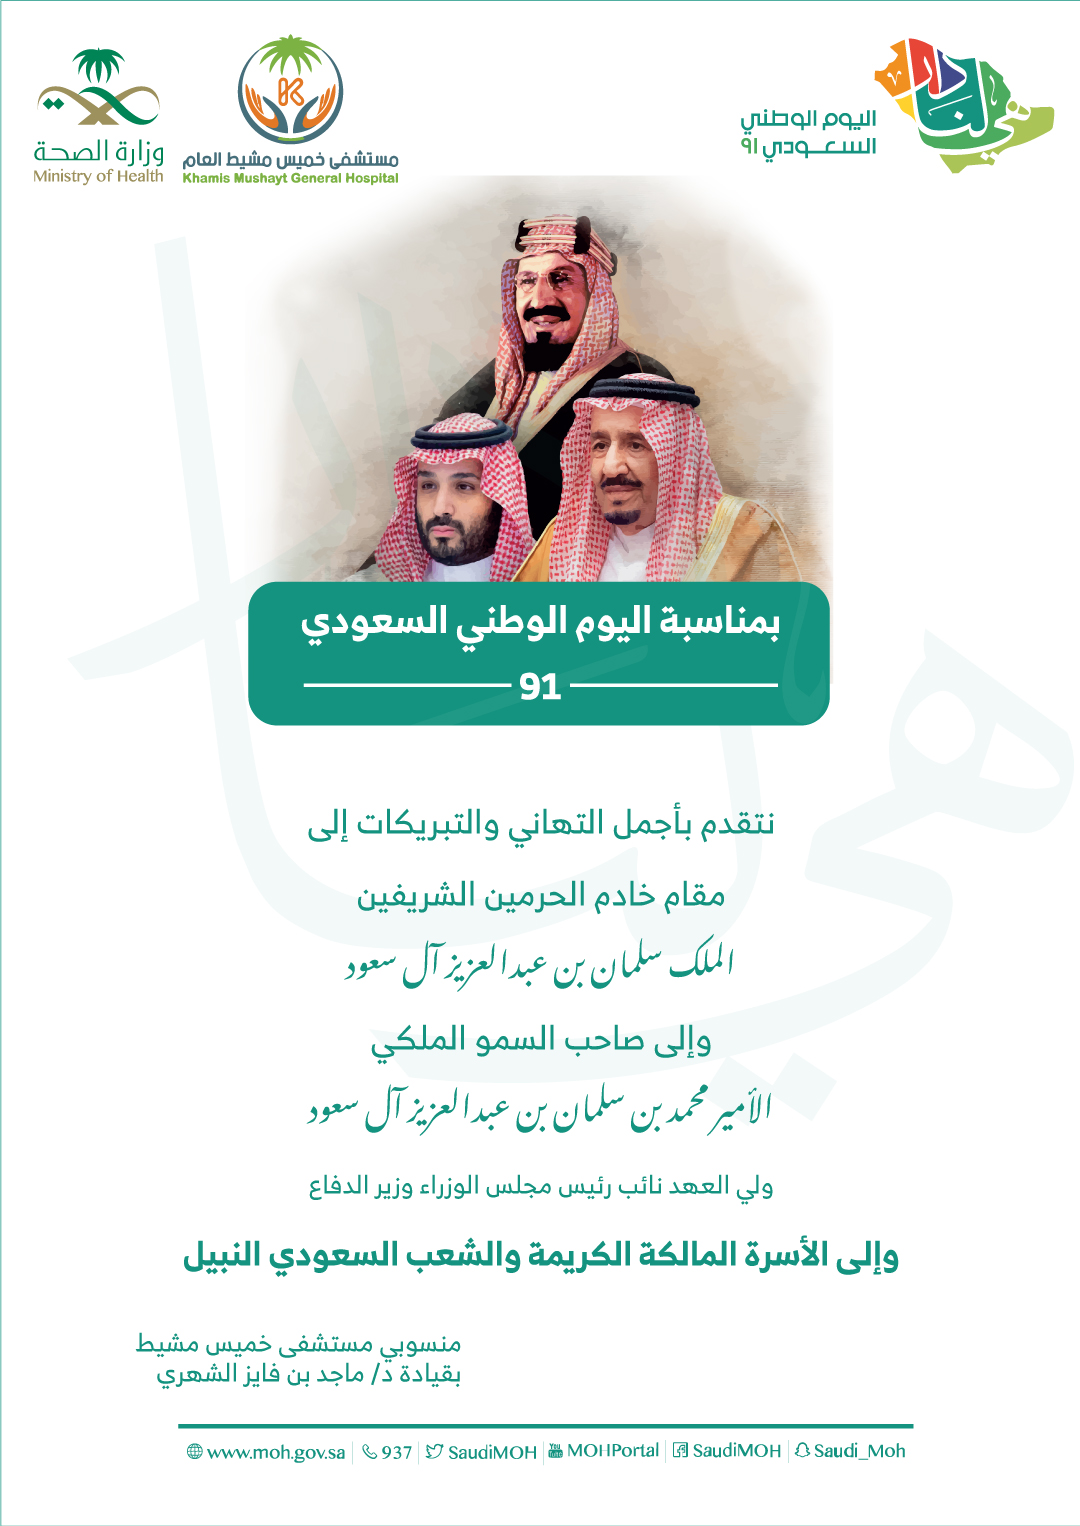 وزارة الصحة
Ministry of Health
K
مستشفى خميس مشيط العام
Khamis Mushayt General Hospital
اليوم الوطني
السعودي ٩١
هي لنا دار
بمناسبة اليوم الوطني السعودي
91
نتقدم بأجمل التهاني والتبريكات إلى
مقام خادم الحرمين الشريفين
الملك سلمان بن عبدالعزيز آل سعود
وإلى صاحب السمو الملكي
الأمير محمد بن سلمان بن عبدالعزيز آل سعود
ولي العهد نائب رئيس مجلس الوزراء وزير الدفاع
وإلى الأسرة المالكة الكريمة والشعب السعودي النبيل
منسوبي مستشفى خميس مشيط
بقيادة د/ ماجد بن فايز الشهري
www.moh.gov.sa | 937 | SaudiMOH | MOHPortal | SaudiMOH | Saudi_Moh